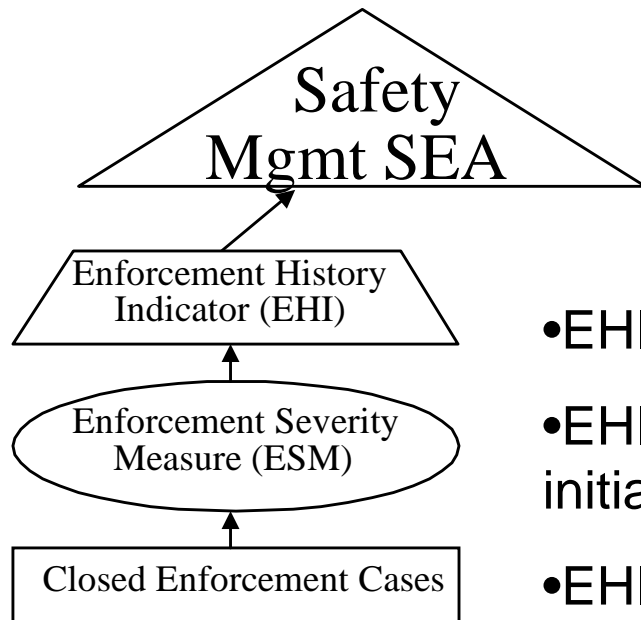 Safety
Mgmt SEA
Enforcement History
Indicator (EHI)
•EHI
Enforcement Severity
Measure (ESM)
•EHI
initia
Closed Enforcement Cases
•EHI